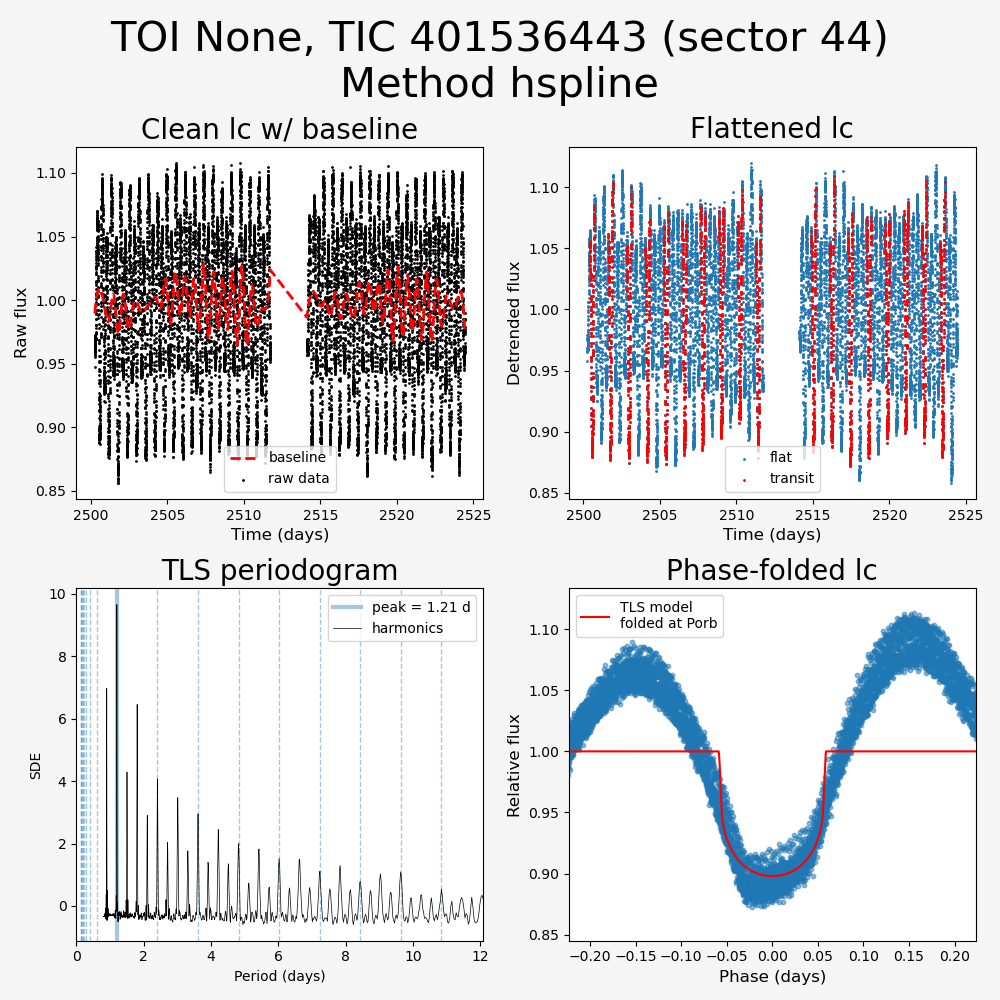 TOI None, TIC 401536443 (sector 44)
Method hspline
Clean lc w/ baseline
Raw flux
1.10
1.05
1.00
0.95
0.90
0.85
baseline
raw data
2500 2505 2510 2515 2520 2525
Time (days)
Flattened lc
Detrended flux
1.10
1.05
1.00
0.95
0.90
0.85
flat
transit
2500 2505 2510 2515 2520 2525
Time (days)
TLS periodogram
SDE
10
8
6
4
2
0
peak = 1.21 d
harmonics
0 2 4 6 8 10 12
Period (days)
Phase-folded lc
Relative flux
1.10
1.05
1.00
0.95
0.90
0.85
TLS model
folded at Porb
−0.20 −0.15 −0.10 −0.05 0.00 0.05 0.10 0.15 0.20
Phase (days)